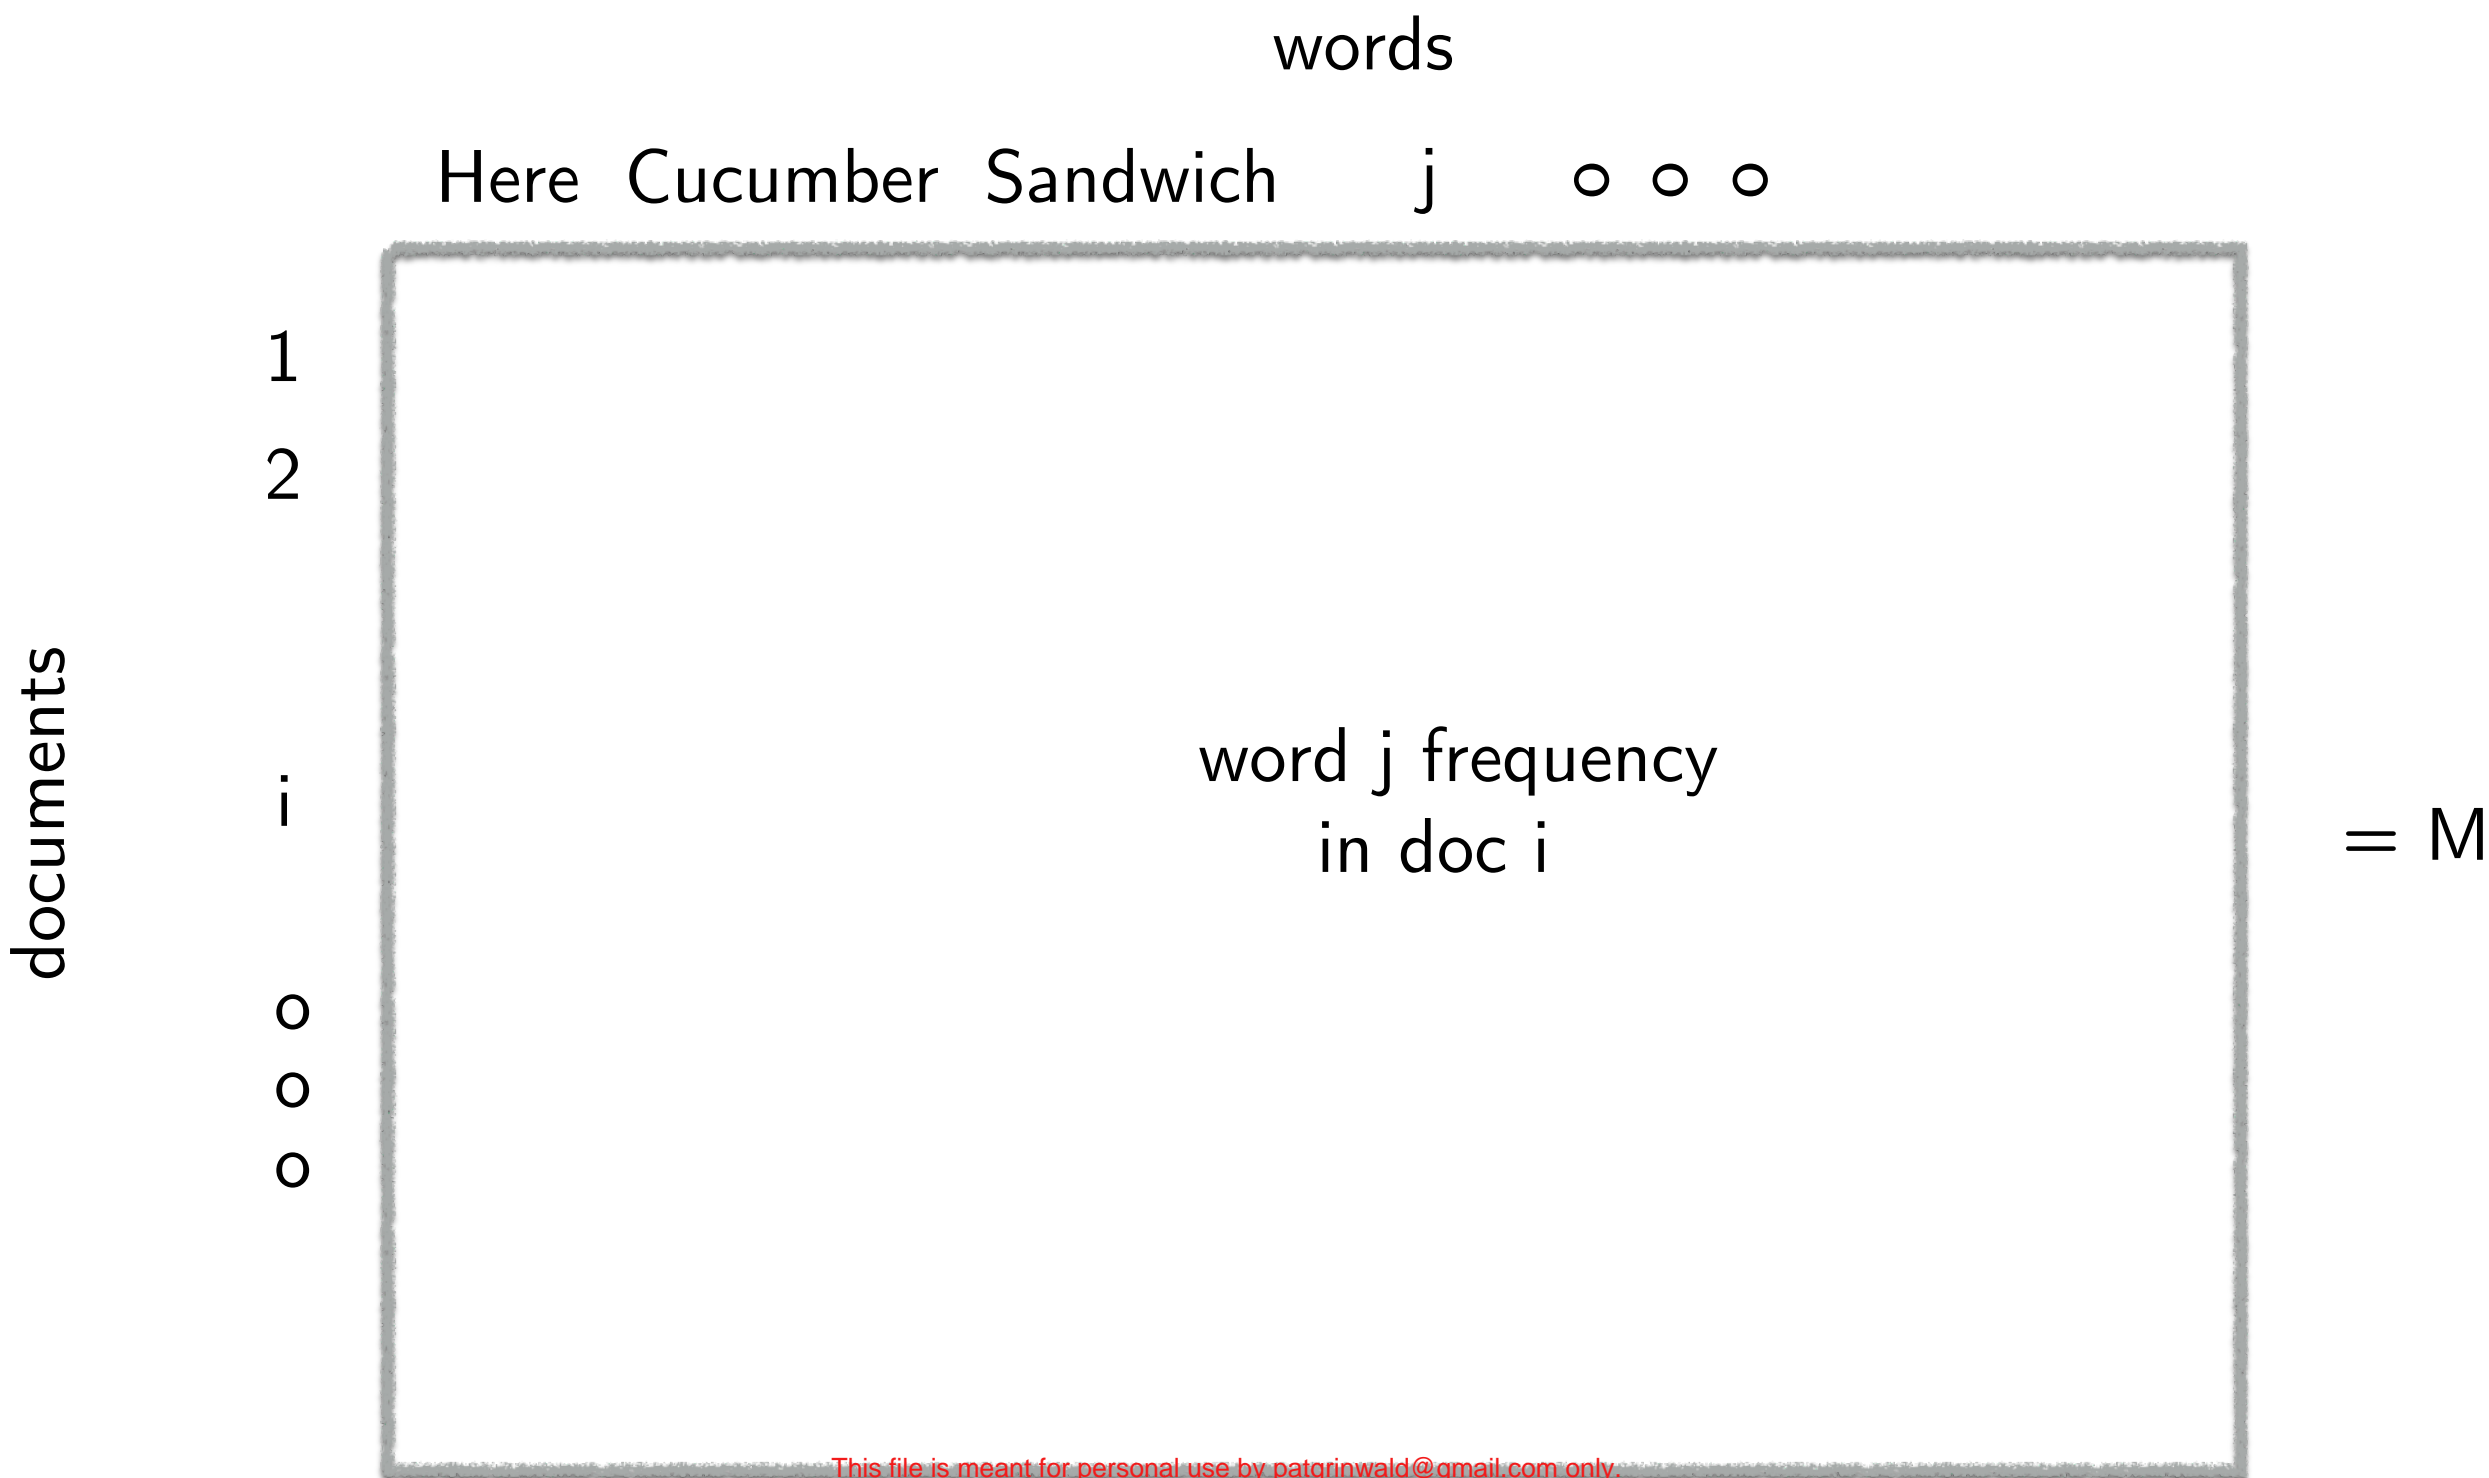 words
Here Cucumber Sandwich j o o o
1
2
documents
word j frequency
i
in doc i
= M
o
o
o
This file is meant for personal use by patgrinwald@gmail.com only.